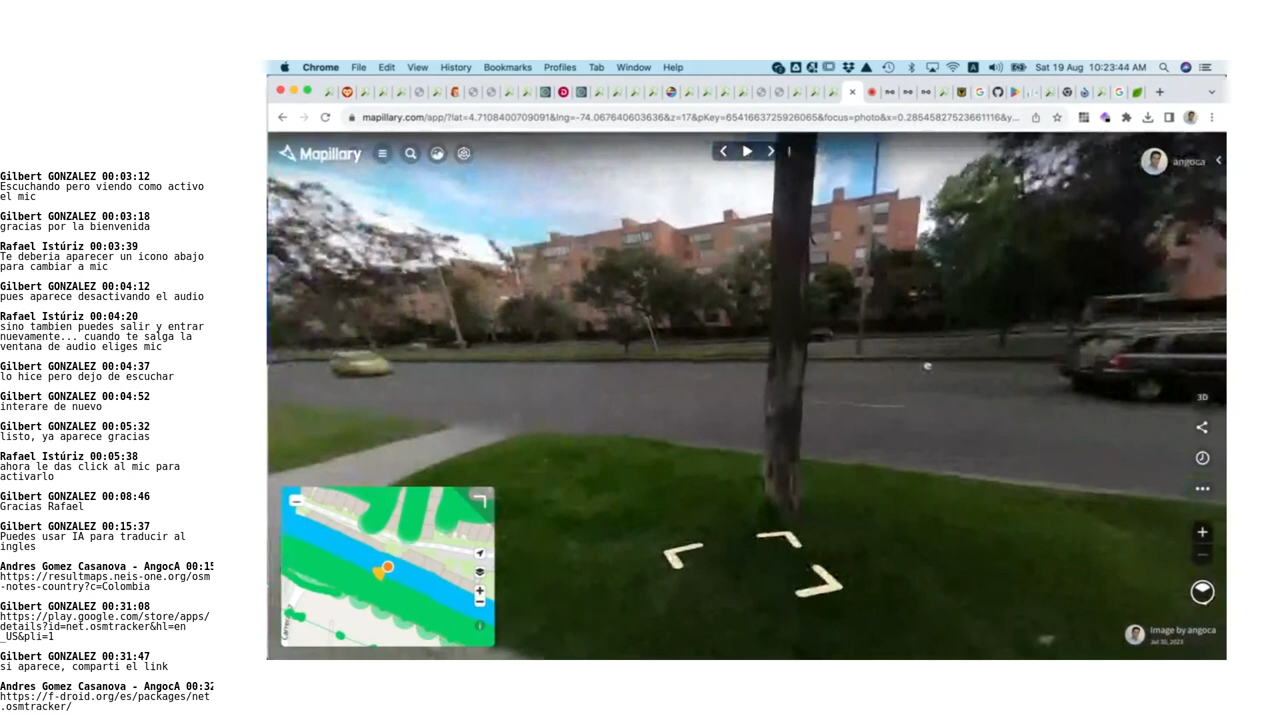 Chrome File Edit View History Bookmarks Profiles Tab Window Help Sat 19 Aug 10:23:44 AM
mapillary.com/app/?lat=4.7108400709091&lng=-74.067640603636&z=17&pKey=6541663725926065&focus=photo&x=0.28545827523661116&y...
Mapillary
angoca
Gilbert GONZALEZ 00:03:12
Escuchando pero viendo como activo
el mic
Gilbert GONZALEZ 00:03:18
gracias por la bienvenida
Rafael Istúriz 00:03:39
Te deberia aparecer un icono abajo
para cambiar a mic
Gilbert GONZALEZ 00:04:12
pues aparece desactivando el audio
Rafael Istúriz 00:04:20
sino tambien puedes salir y entrar
nuevamente... cuando te salga la
ventana de audio eliges mic
Gilbert GONZALEZ 00:04:37
lo hice pero dejo de escuchar
Gilbert GONZALEZ 00:04:52
interare de nuevo
Gilbert GONZALEZ 00:05:32
listo, ya aparece gracias
Rafael Istúriz 00:05:38
ahora le das click al mic para
activarlo
Gilbert GONZALEZ 00:08:46
Gracias Rafael
Gilbert GONZALEZ 00:15:37
Puedes usar IA para traducir al
ingles
Andres Gomez Casanova - AngocA 00:15
https://resultmaps.neis-one.org/osm
-notes-country?c=Colombia
Gilbert GONZALEZ 00:31:08
https://play.google.com/store/apps/
details?id=net.osmtracker&hl=en
_US&pli=1
Gilbert GONZALEZ 00:31:47
si aparece, comparti el link
Andres Gomez Casanova - AngocA 00:32
https://f-droid.org/es/packages/net
.osmtracker/
3D
Image by angoca
Jul 30, 2023